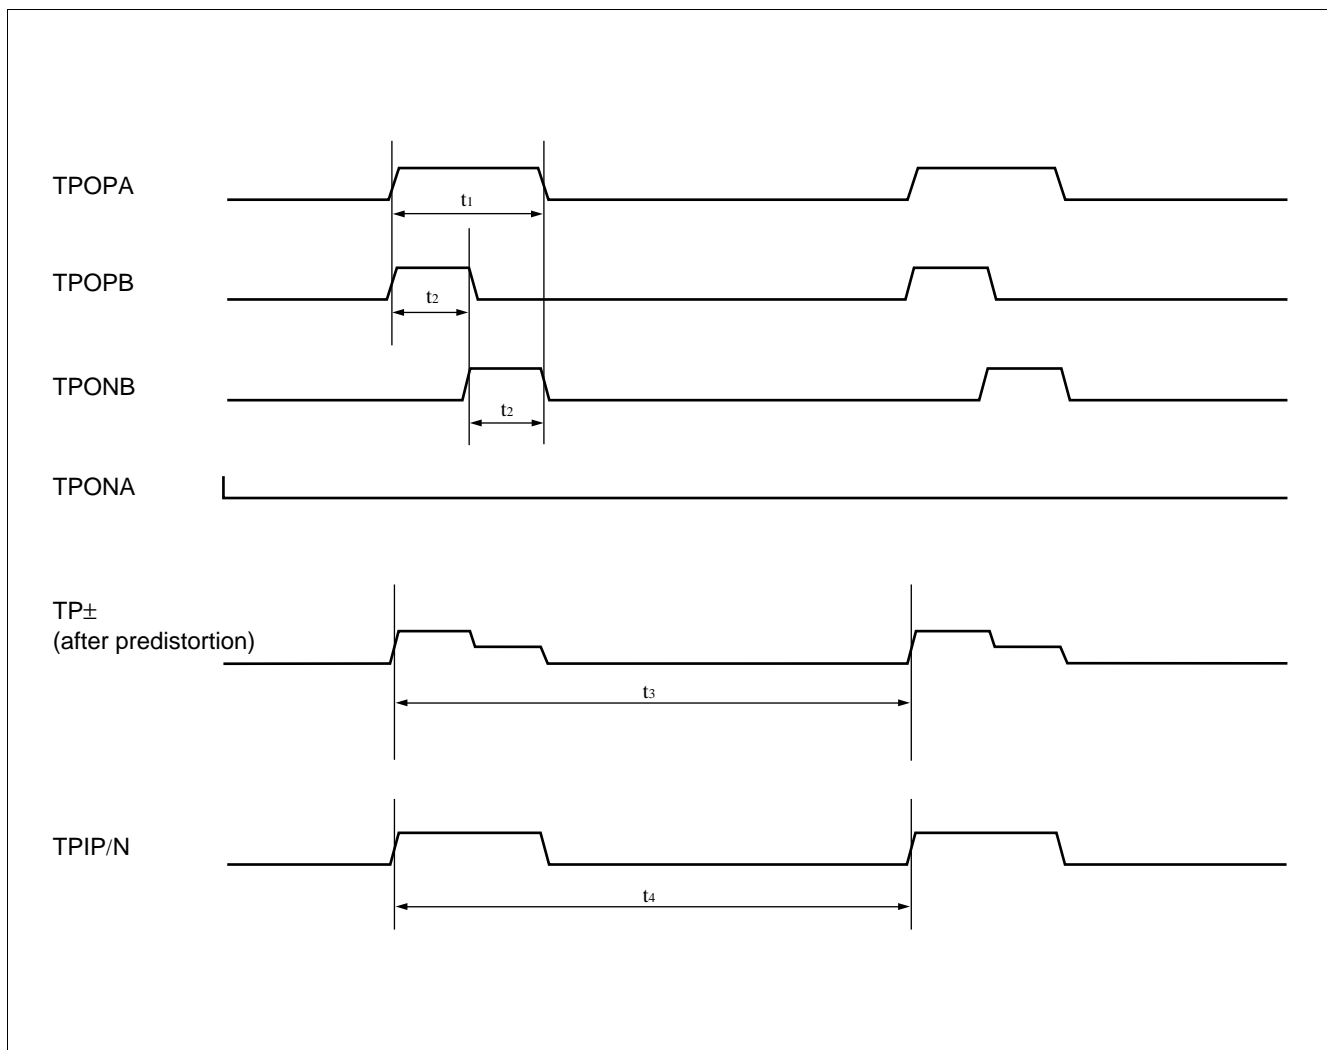 TPOPA
t1
TPOPB
t2
TPONB
t2
TPONA
TP±
(after predistortion)
t3
TPIP/N
t4